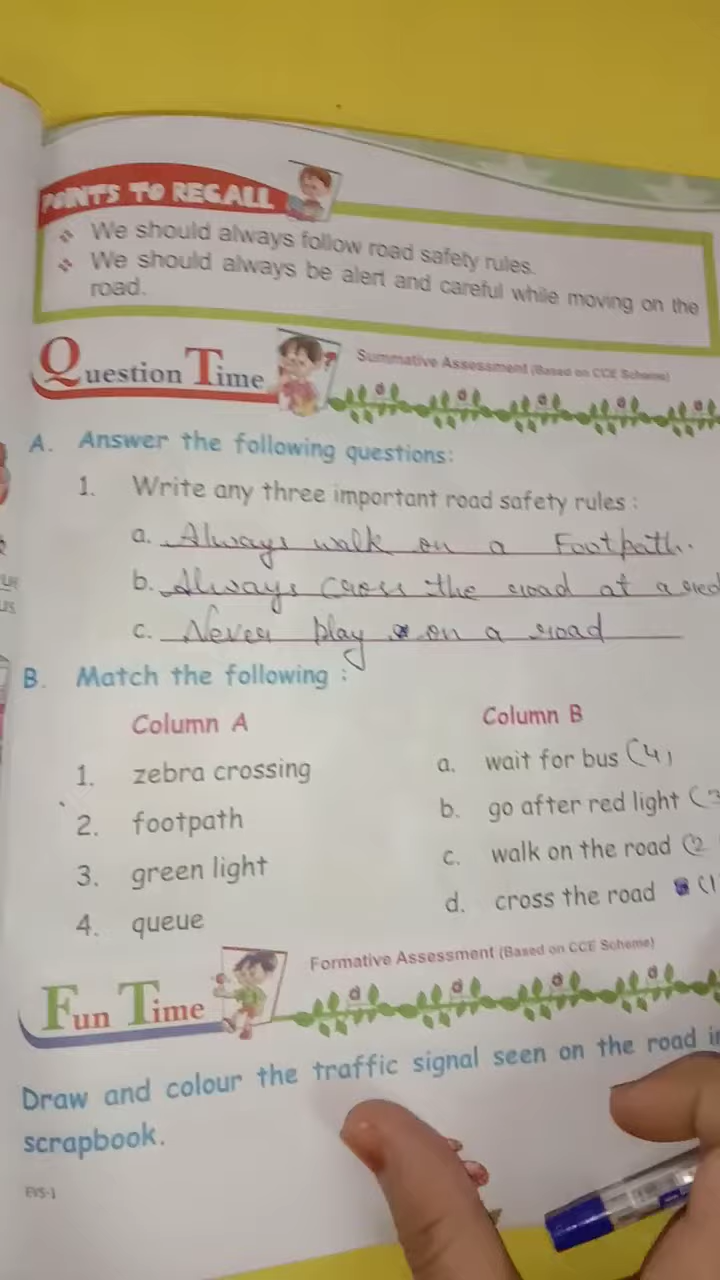 POINTS TO RECALL
❖ We should always follow road safety rules.
❖ We should always be alert and careful while moving on the
road.
Question Time
Summative Assessment (Based on CCE Scheme)
A. Answer the following questions:
1. Write any three important road safety rules :
a. Always walk on a Footpath.
b. Always cross the road at a
c. Never play on a road
B. Match the following :
Column A Column B
1. zebra crossing a. wait for bus (4)
2. footpath b. go after red light (3
3. green light c. walk on the road (2
4. queue d. cross the road (1
Fun Time
Formative Assessment (Based on CCE Scheme)
Draw and colour the traffic signal seen on the road in
scrapbook.
EVS-1